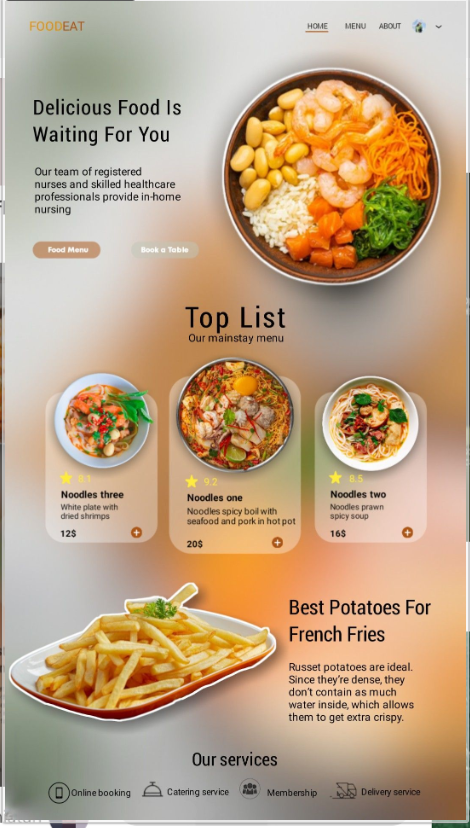 FOODEAT
HOME MENU ABOUT
Delicious Food Is
Waiting For You
Our team of registered
nurses and skilled healthcare
professionals provide in-home
nursing
Food Menu Book a Table
Top List
Our mainstay menu
8.1
Noodles three
White plate with
dried shrimps
12$
9.2
Noodles one
Noodles spicy boil with
seafood and pork in hot pot
20$
8.5
Noodles two
Noodles prawn
spicy soup
16$
Best Potatoes For
French Fries
Russet potatoes are ideal.
Since they're dense, they
don't contain as much
water inside, which allows
them to get extra crispy.
Our services
Online booking Catering service Membership Delivery service